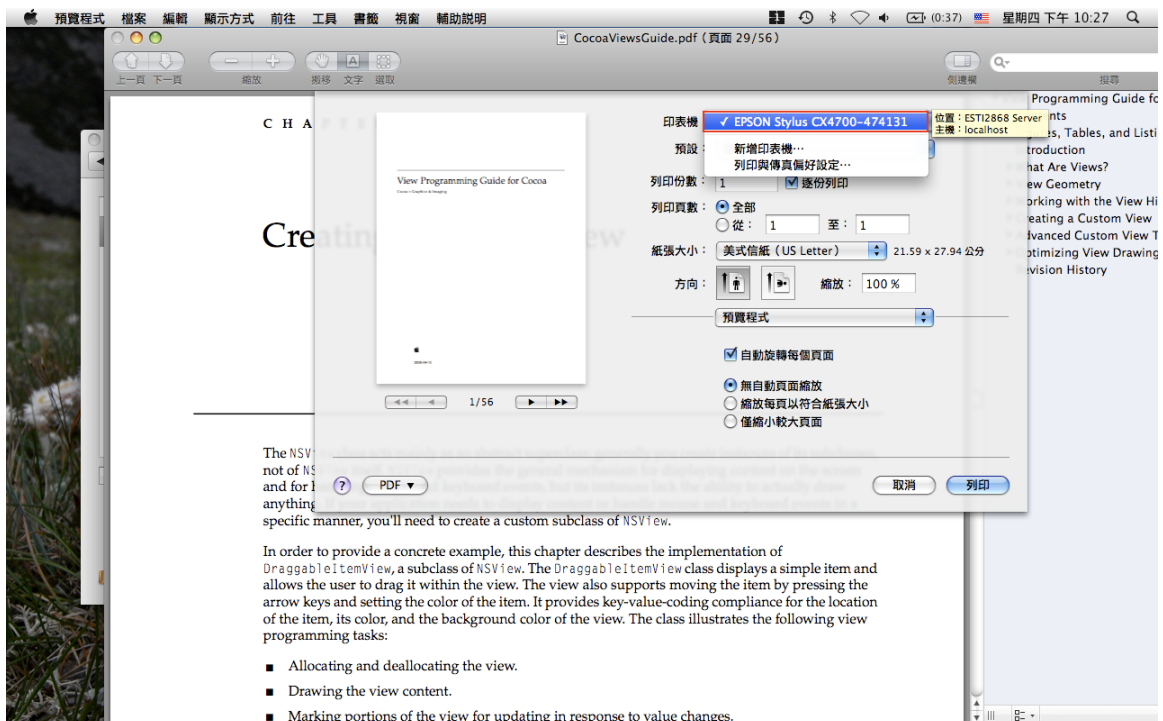 預覽程式 檔案 編輯 顯示方式 前往 工具 書籤 視窗 輔助說明 (0:37) 星期四 下午 10:27
CocoaViewsGuide.pdf（頁面 29/56）
上一頁 下一頁 縮放 搬移 文字 選取 側邊欄 搜尋
C H A P T E R
Creating
View Programming Guide for Cocoa
Cocoa > Graphics & Imaging
1/56
印表機：
✓ EPSON Stylus CX4700-474131
新增印表機…
列印與傳真偏好設定…
位置：ESTI2868 Server
主機：localhost
預設：
列印份數： 1 逐份列印
列印頁數： 全部
從： 1 至： 1
紙張大小： 美式信紙（US Letter） 21.59 x 27.94 公分
方向： 縮放： 100 %
預覽程式
自動旋轉每個頁面
無自動頁面縮放
縮放每頁以符合紙張大小
僅縮小較大頁面
? PDF ▼ 取消 列印
Programming Guide fo
nts
es, Tables, and Listi
troduction
hat Are Views?
ew Geometry
orking with the View Hi
eating a Custom View
dvanced Custom View T
ptimizing View Drawing
evision History
The NSV
not of NS
and for
anything
specific manner, you'll need to create a custom subclass of NSView.
In order to provide a concrete example, this chapter describes the implementation of
DraggableItemView, a subclass of NSView. The DraggableItemView class displays a simple item and
allows the user to drag it within the view. The view also supports moving the item by pressing the
arrow keys and setting the color of the item. It provides key-value-coding compliance for the location
of the item, its color, and the background color of the view. The class illustrates the following view
programming tasks:
■ Allocating and deallocating the view.
■ Drawing the view content.
■ Marking portions of the view for updating in response to value changes.